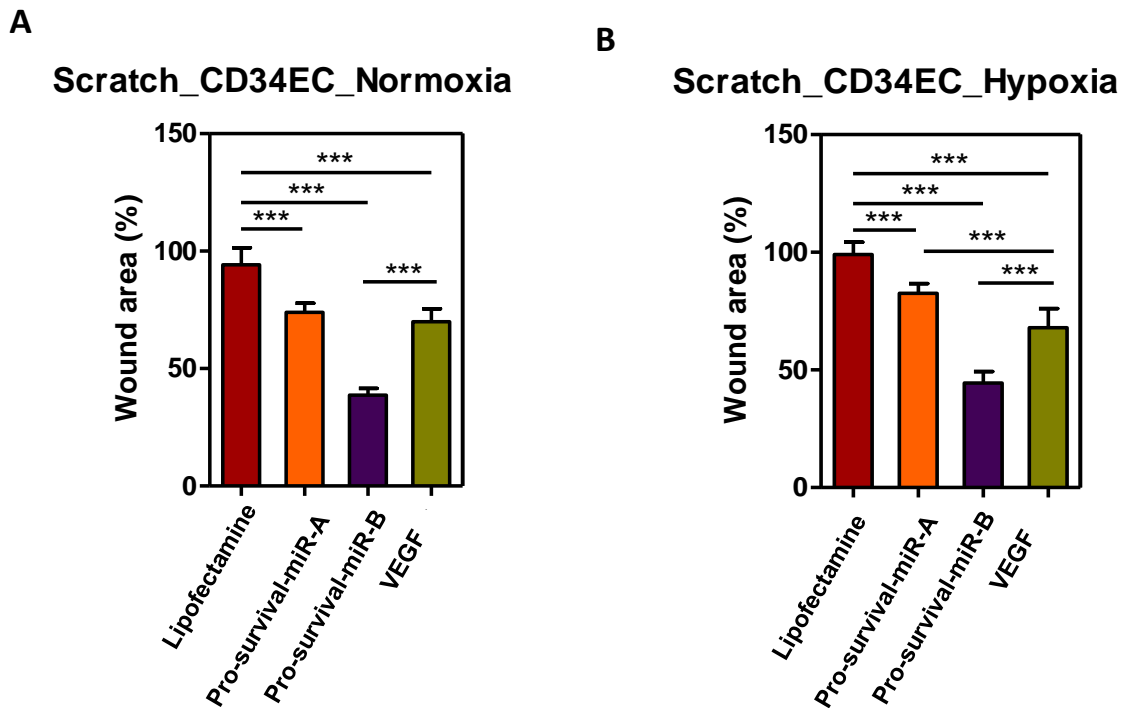 A
Scratch_CD34EC_Normoxia
Wound area (%)
150
100
50
0
***
***
***
***
Lipofectamine
Pro-survival-miR-A
Pro-survival-miR-B
VEGF
B
Scratch_CD34EC_Hypoxia
Wound area (%)
150
100
50
0
***
***
***
***
***
Lipofectamine
Pro-survival-miR-A
Pro-survival-miR-B
VEGF